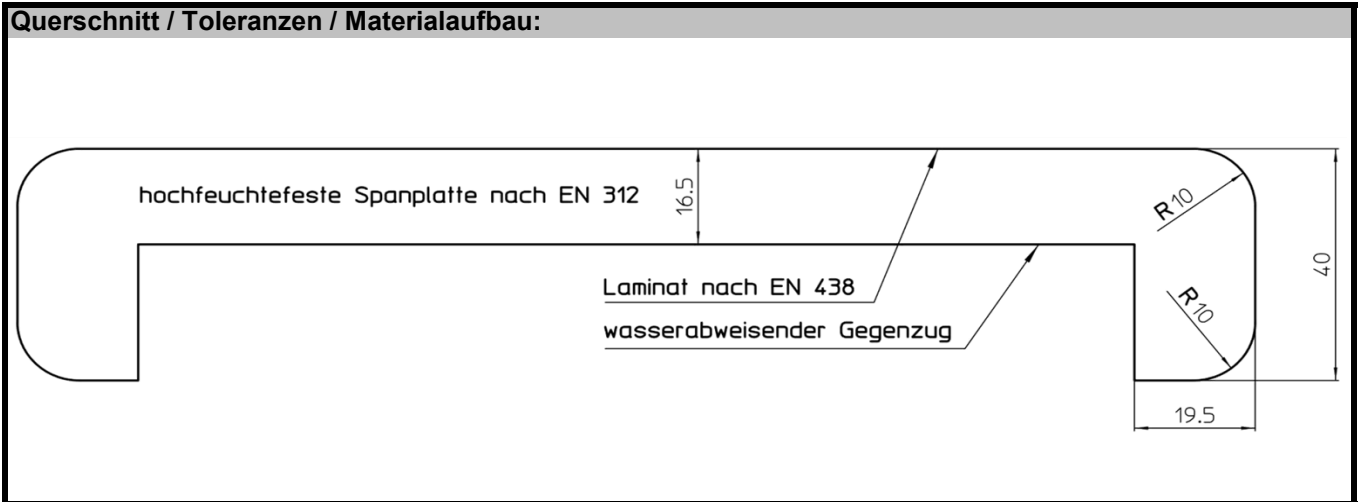 Querschnitt / Toleranzen / Materialaufbau:
hochfeuchtefeste Spanplatte nach EN 312
16.5
R10
40
Laminat nach EN 438
R10
wasserabweisender Gegenzug
19.5